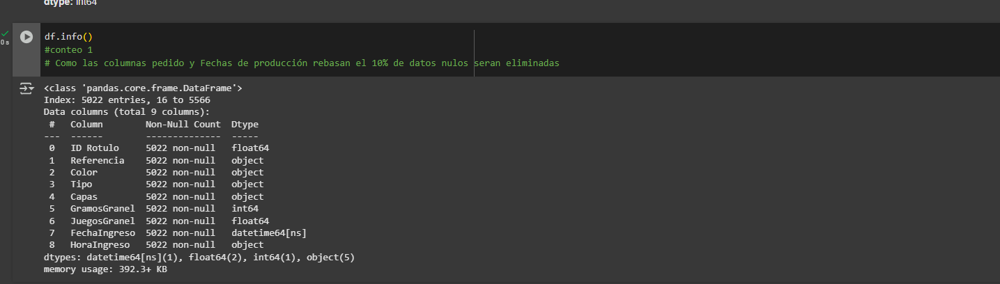 dtype: int64
0 s
df.info()
#conteo 1
# Como las columnas pedido y Fechas de producción rebasan el 10% de datos nulos seran eliminadas
<class 'pandas.core.frame.DataFrame'>
Index: 5022 entries, 16 to 5566
Data columns (total 9 columns):
 #   Column        Non-Null Count  Dtype
---  ------        --------------  -----
 0   ID Rotulo     5022 non-null   float64
 1   Referencia    5022 non-null   object
 2   Color         5022 non-null   object
 3   Tipo          5022 non-null   object
 4   Capas         5022 non-null   object
 5   GramosGranel  5022 non-null   int64
 6   JuegosGranel  5022 non-null   float64
 7   FechaIngreso  5022 non-null   datetime64[ns]
 8   HoraIngreso   5022 non-null   object
dtypes: datetime64[ns](1), float64(2), int64(1), object(5)
memory usage: 392.3+ KB